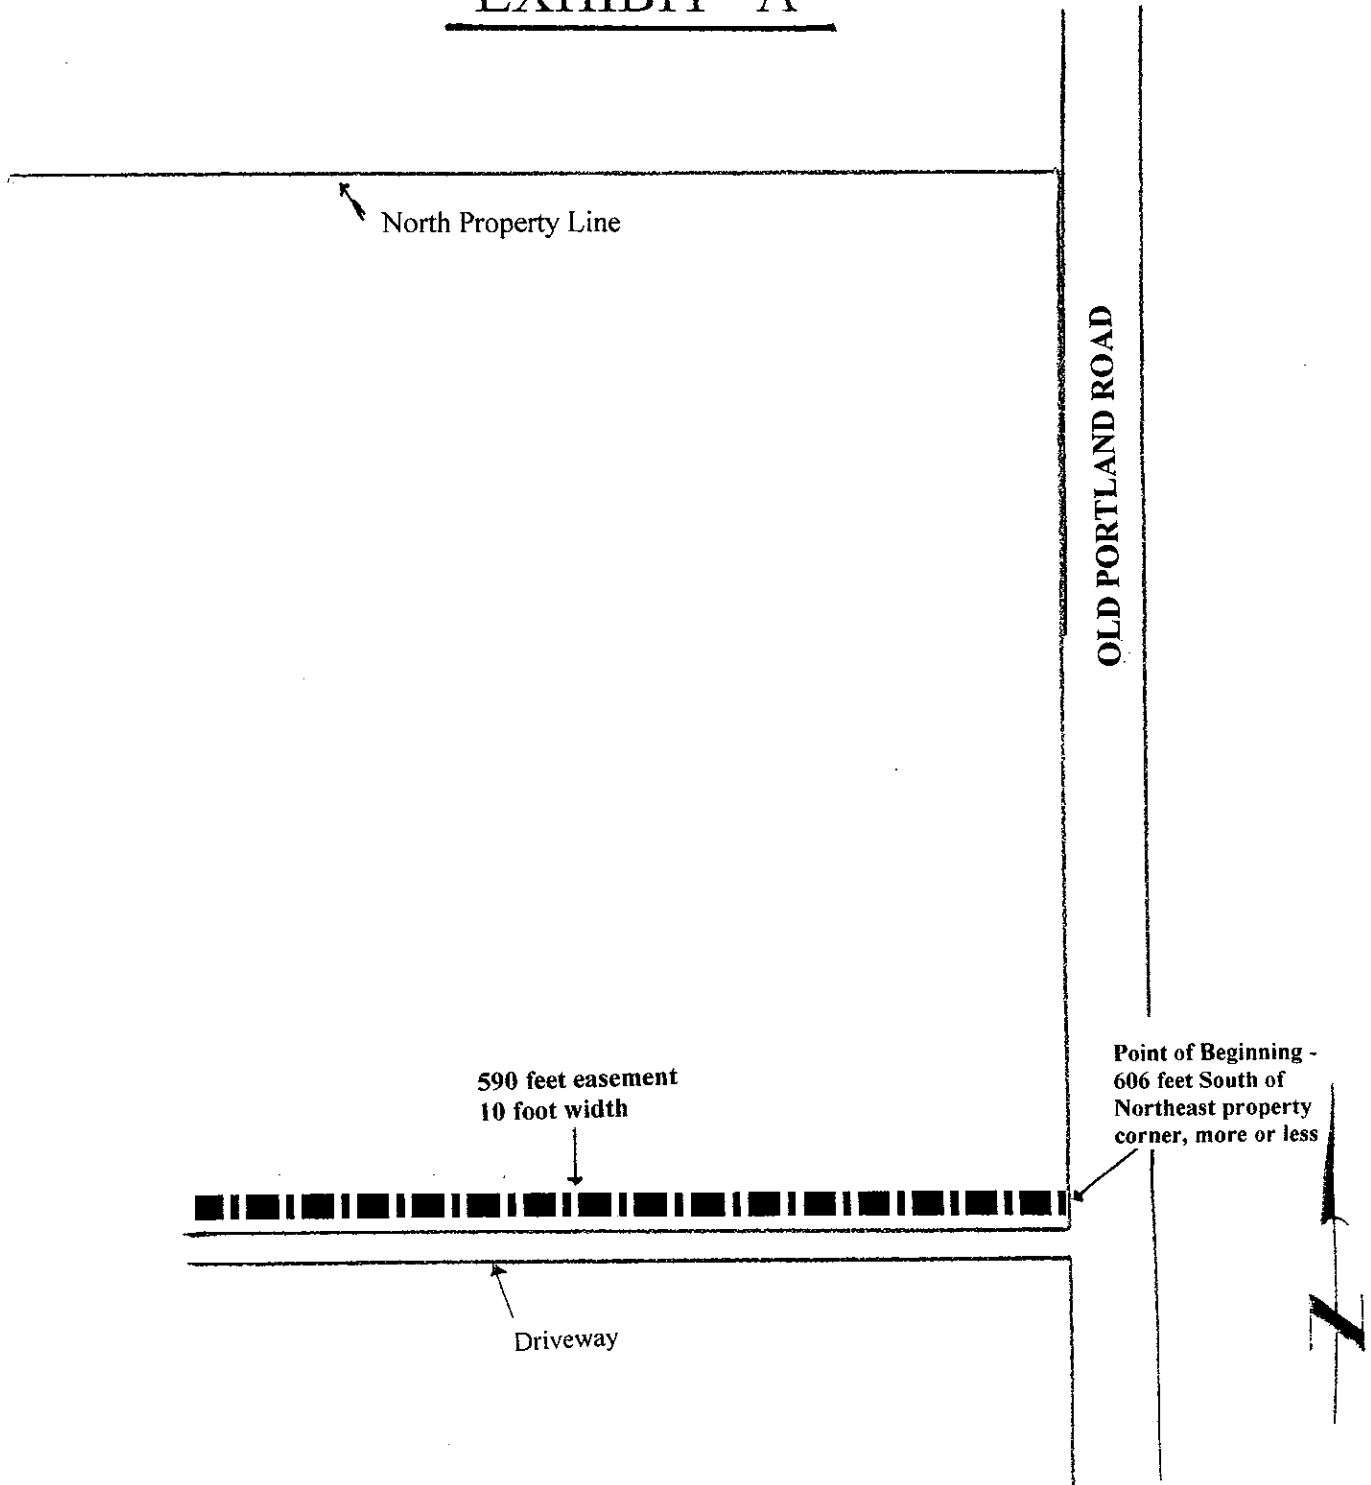 EXHIBIT "A"
North Property Line
OLD PORTLAND ROAD
Point of Beginning -
606 feet South of
Northeast property
corner, more or less
590 feet easement
10 foot width
Driveway
N